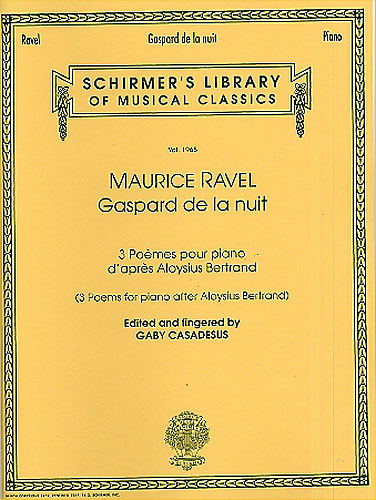 Ravel
Gaspard de la nuit
Piano
SCHIRMER'S LIBRARY
OF MUSICAL CLASSICS
Vol. 1965
MAURICE RAVEL
Gaspard de la nuit
3 Poèmes pour piano
d'après Aloysius Bertrand
(3 Poems for piano after Aloysius Bertrand)
Edited and fingered by
GABY CASADESUS